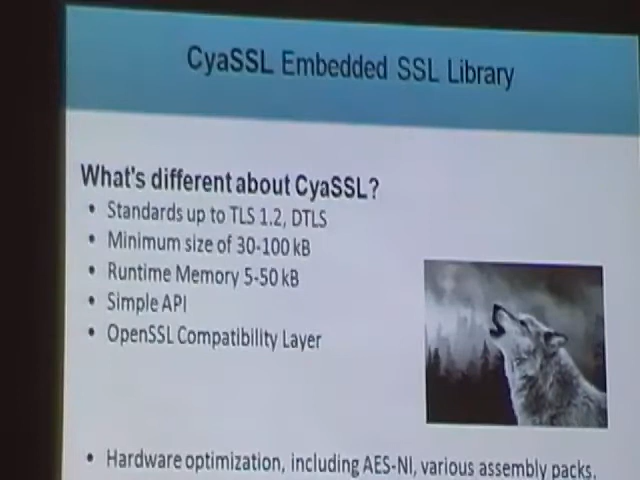 CyaSSL Embedded SSL Library
What's different about CyaSSL?
• Standards up to TLS 1.2, DTLS
• Minimum size of 30-100 kB
• Runtime Memory 5-50 kB
• Simple API
• OpenSSL Compatibility Layer
• Hardware optimization, including AES-NI, various assembly packs.